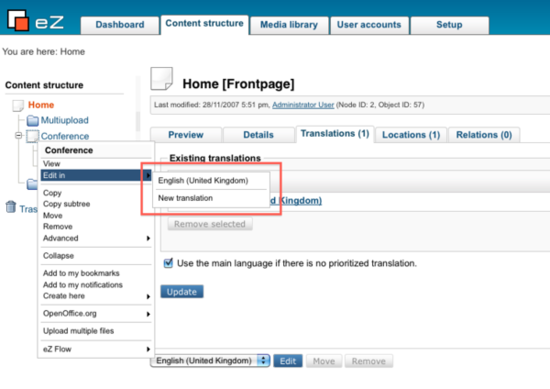 eZ
Dashboard Content structure Media library User accounts Setup
You are here: Home
Content structure
Home
Multiupload
Conference
Tras
Home [Frontpage]
Last modified: 28/11/2007 5:51 pm, Administrator User (Node ID: 2, Object ID: 57)
Preview Details Translations (1) Locations (1) Relations (0)
Existing translations
Conference
View
Edit in
Copy
Copy subtree
Move
Remove
Advanced
Collapse
Add to my bookmarks
Add to my notifications
Create here
OpenOffice.org
Upload multiple files
eZ Flow
English (United Kingdom)
New translation
d Kingdom)
Remove selected
Use the main language if there is no prioritized translation.
Update
English (United Kingdom) Edit Move Remove